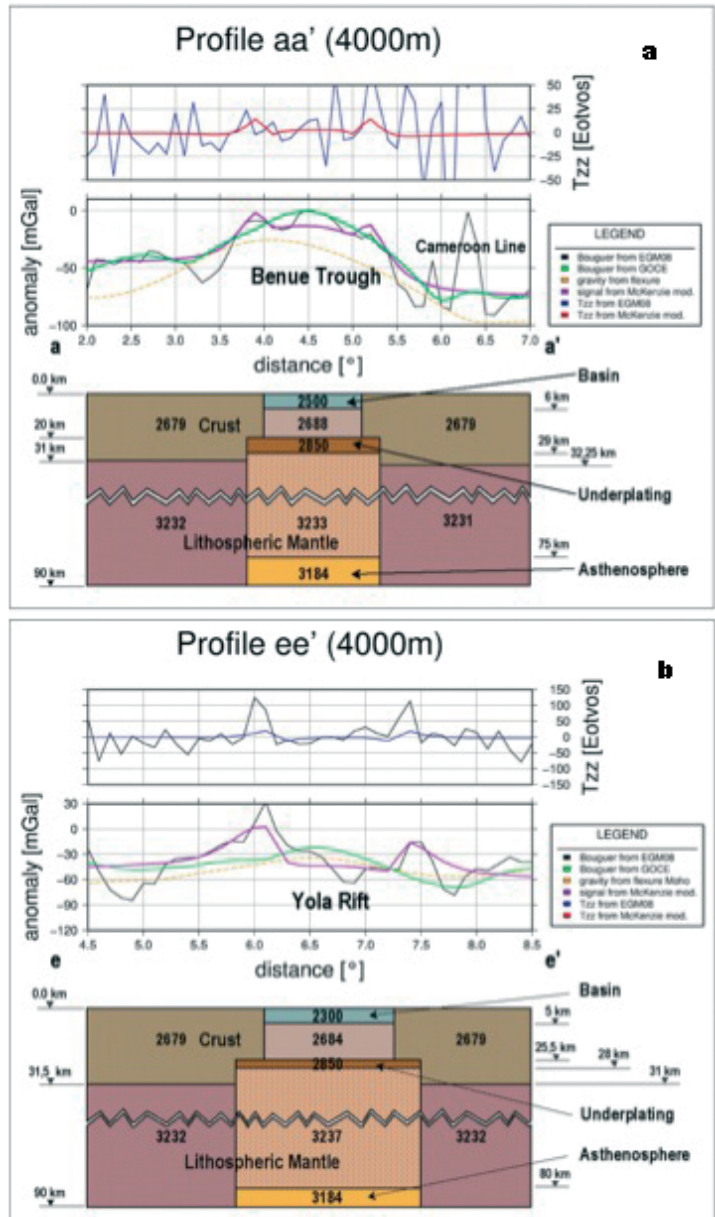 Profile aa' (4000m)
a
50
25
0
−25
−50
Tzz [Eotvos]
0
−50
−100
anomaly [mGal]
Benue Trough
Cameroon Line
2.0 2.5 3.0 3.5 4.0 4.5 5.0 5.5 6.0 6.5 7.0
distance [°]
LEGEND
Bouguer from EGM08
Bouguer from GOCE
gravity from flexure
signal from McKenzie mod.
Tzz from EGM08
Tzz from McKenzie mod.
a a'
0.0 km
20 km
31 km
90 km
2500
2679 Crust 2688 2679
2850
3232 3233 3231
Lithospheric Mantle
3184
Basin
6 km
29 km
32,25 km
Underplating
75 km
Asthenosphere
Profile ee' (4000m)
b
150
100
50
0
−50
−100
−150
Tzz [Eotvos]
30
0
−30
−60
−90
−120
anomaly [mGal]
Yola Rift
4.5 5.0 5.5 6.0 6.5 7.0 7.5 8.0 8.5
distance [°]
LEGEND
Bouguer from EGM08
Bouguer from GOCE
gravity from flexure Moho
signal from McKenzie mod.
Tzz from EGM08
Tzz from McKenzie mod.
e e'
0.0 km
31,5 km
90 km
2300
2679 Crust 2684 2679
2850
3232 3237 3232
Lithospheric Mantle
3184
Basin
5 km
25,5 km
28 km
31 km
Underplating
80 km
Asthenosphere